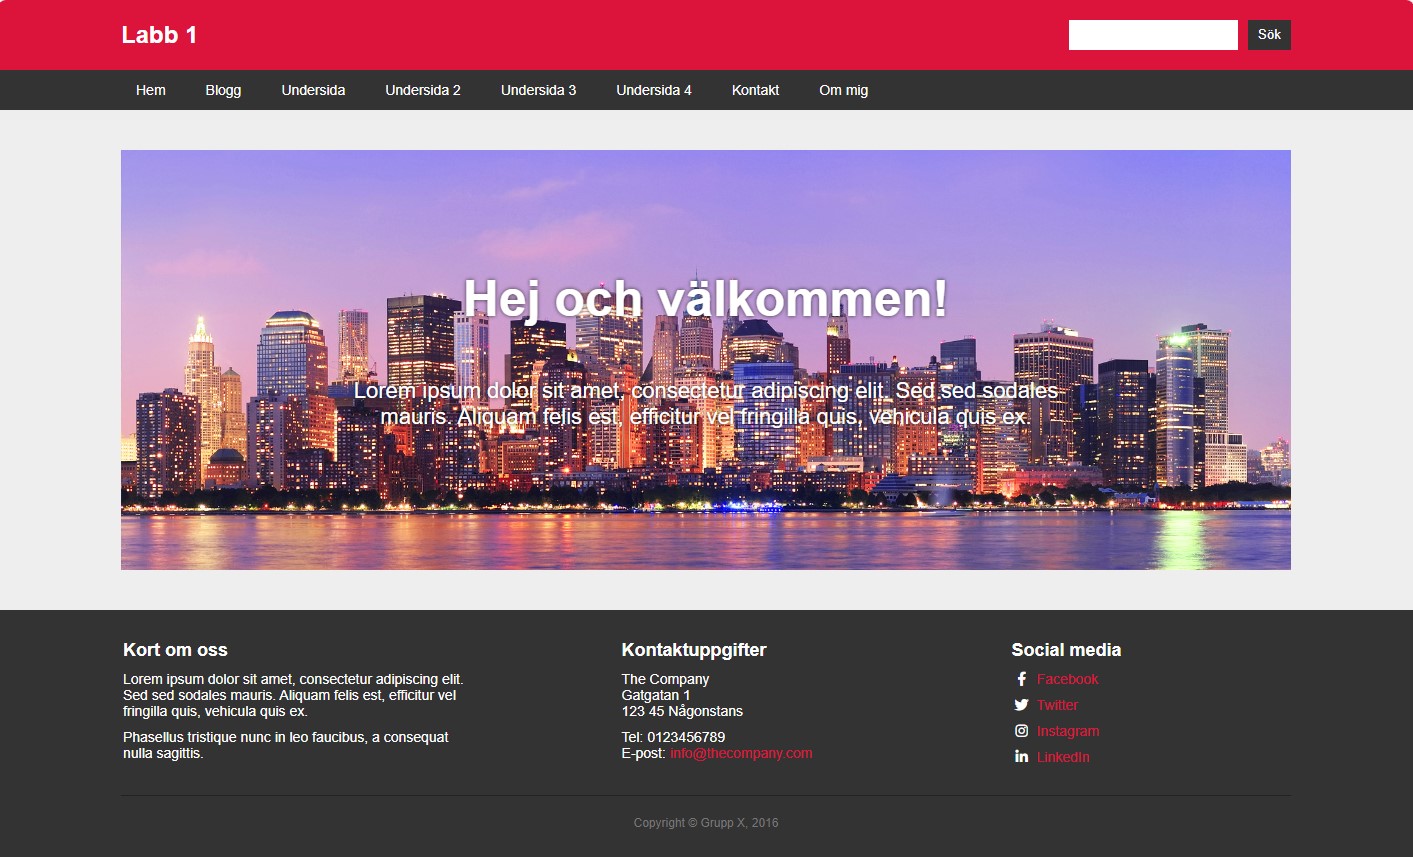 Labb 1
Sök
Hem Blogg Undersida Undersida 2 Undersida 3 Undersida 4 Kontakt Om mig
Hej och välkommen!
Lorem ipsum dolor sit amet, consectetur adipiscing elit. Sed sed sodales
mauris. Aliquam felis est, efficitur vel fringilla quis, vehicula quis ex.
Kort om oss
Lorem ipsum dolor sit amet, consectetur adipiscing elit.
Sed sed sodales mauris. Aliquam felis est, efficitur vel
fringilla quis, vehicula quis ex.
Phasellus tristique nunc in leo faucibus, a consequat
nulla sagittis.
Kontaktuppgifter
The Company
Gatgatan 1
123 45 Någonstans
Tel: 0123456789
E-post: info@thecompany.com
Social media
Facebook
Twitter
Instagram
LinkedIn
Copyright © Grupp X, 2016